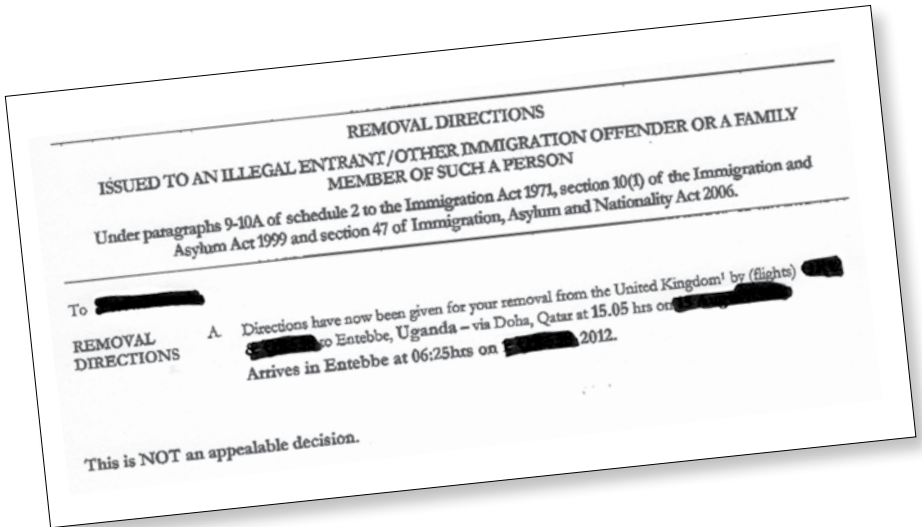 REMOVAL DIRECTIONS
ISSUED TO AN ILLEGAL ENTRANT/OTHER IMMIGRATION OFFENDER OR A FAMILY
MEMBER OF SUCH A PERSON
Under paragraphs 9-10A of schedule 2 to the Immigration Act 1971, section 10(1) of the Immigration and
Asylum Act 1999 and section 47 of Immigration, Asylum and Nationality Act 2006.
To
REMOVAL
DIRECTIONS
A. Directions have now been given for your removal from the United Kingdom¹ by (flights)
to Entebbe, Uganda – via Doha, Qatar at 15.05 hrs on
Arrives in Entebbe at 06:25hrs on 2012.
This is NOT an appealable decision.